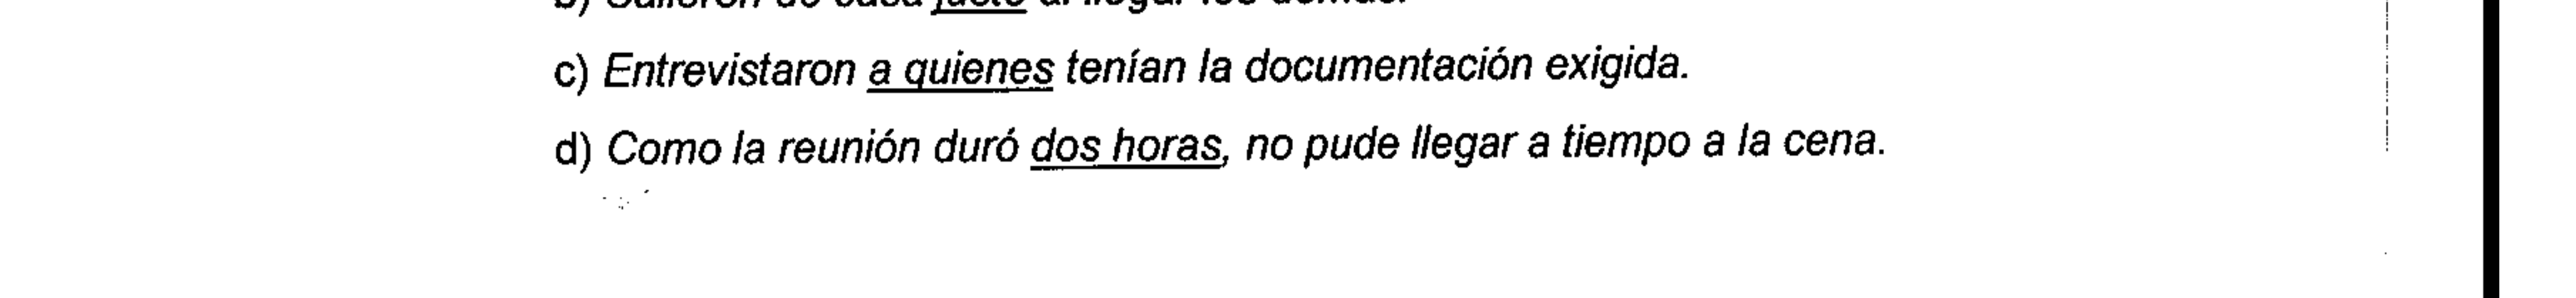 b) Salieron de casa justo al llegar los demás.
c) Entrevistaron a quienes tenían la documentación exigida.
d) Como la reunión duró dos horas, no pude llegar a tiempo a la cena.